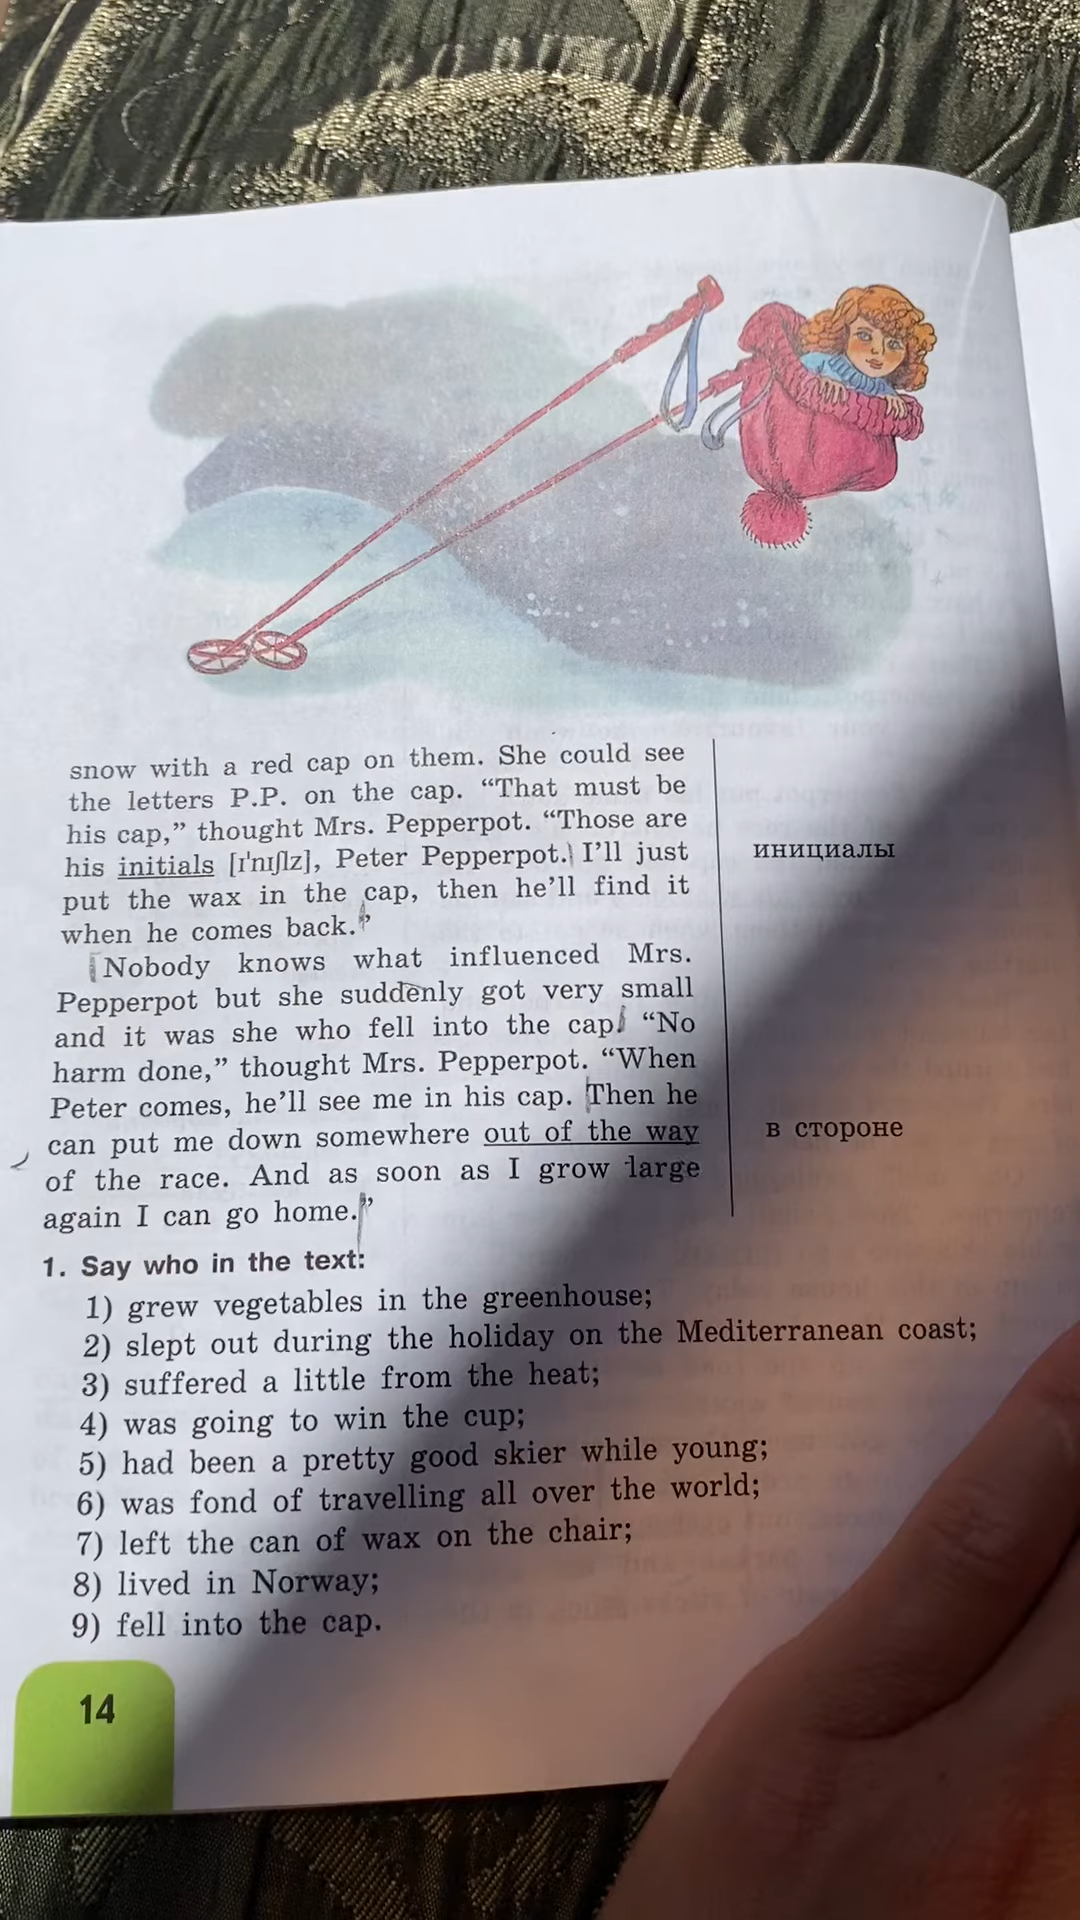 snow with a red cap on them. She could see
the letters P.P. on the cap. “That must be
his cap,” thought Mrs. Pepperpot. “Those are
his initials [ɪ'nɪʃlz], Peter Pepperpot. I’ll just
инициалы
put the wax in the cap, then he’ll find it
when he comes back.”
Nobody knows what influenced Mrs.
Pepperpot but she suddenly got very small
and it was she who fell into the cap. “No
harm done,” thought Mrs. Pepperpot. “When
Peter comes, he’ll see me in his cap. Then he
can put me down somewhere out of the way
в стороне
of the race. And as soon as I grow large
again I can go home.”
1. Say who in the text:
1) grew vegetables in the greenhouse;
2) slept out during the holiday on the Mediterranean coast;
3) suffered a little from the heat;
4) was going to win the cup;
5) had been a pretty good skier while young;
6) was fond of travelling all over the world;
7) left the can of wax on the chair;
8) lived in Norway;
9) fell into the cap.
14